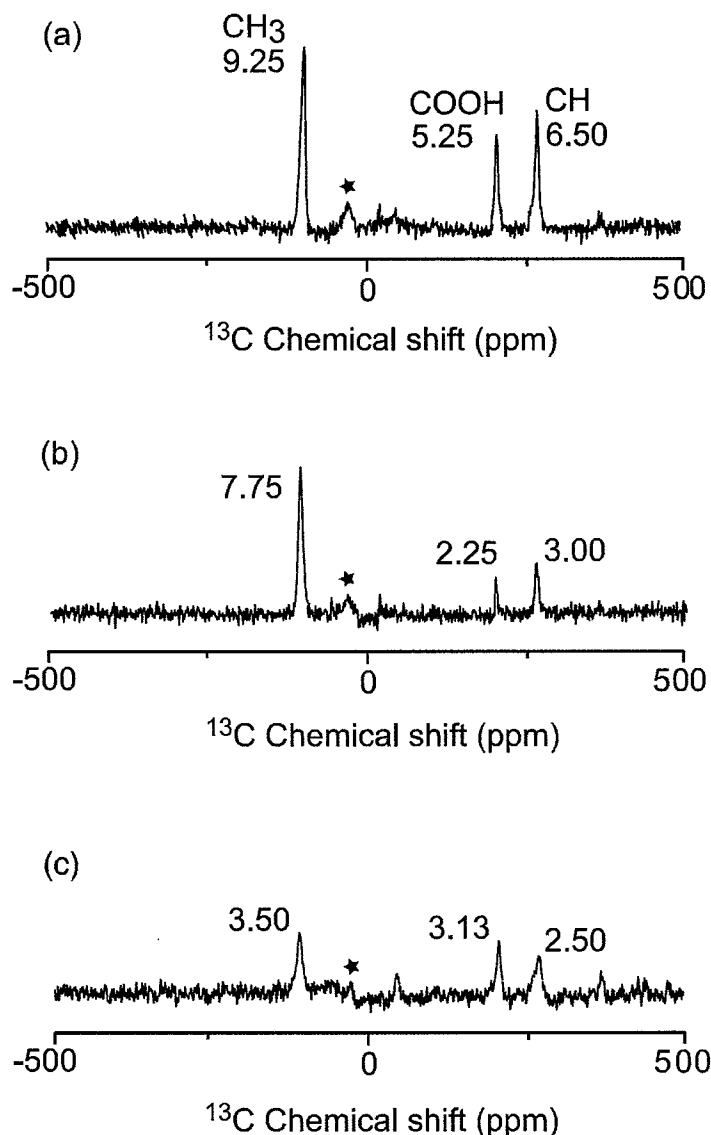 (a)
CH3
9.25
COOH
5.25
CH
6.50
-500
0
500
13C Chemical shift (ppm)
(b)
7.75
2.25
3.00
-500
0
500
13C Chemical shift (ppm)
(c)
3.50
3.13
2.50
-500
0
500
13C Chemical shift (ppm)